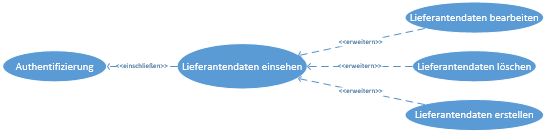 Lieferantendaten bearbeiten
<<erweitern>>
Authentifizierung
<<einschließen>>
Lieferantendaten einsehen
<<erweitern>>
Lieferantendaten löschen
<<erweitern>>
Lieferantendaten erstellen